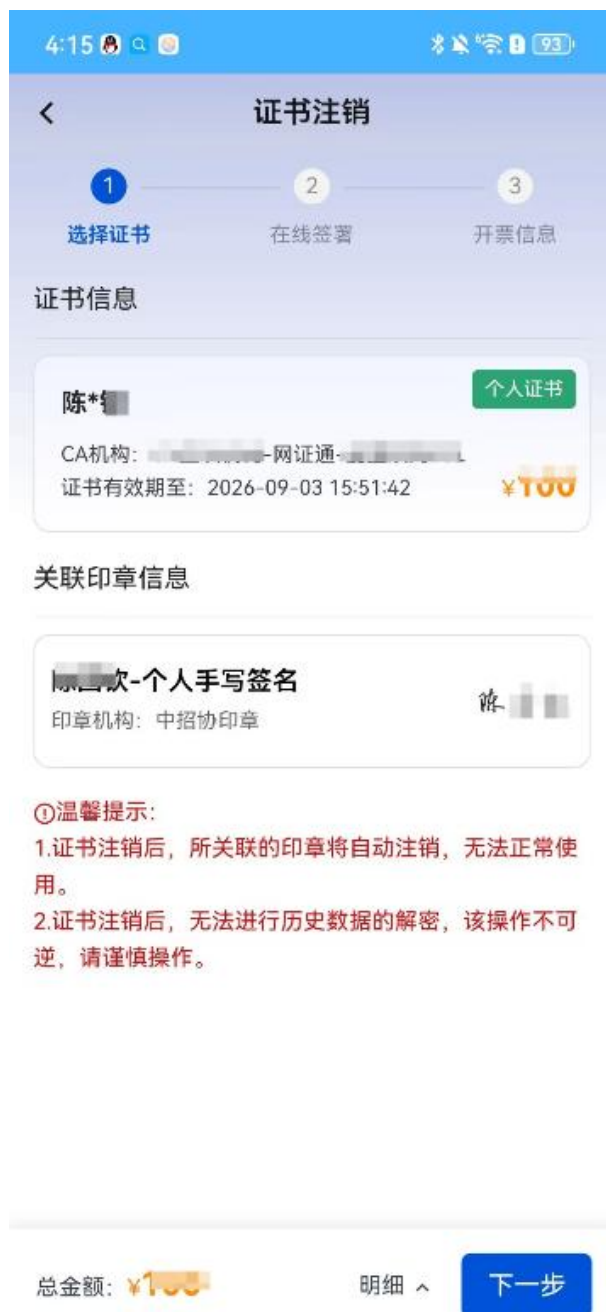 4:15
93
证书注销
1
2
3
选择证书
在线签署
开票信息
证书信息
个人证书
陈*
CA机构：
-网证通-
证书有效期至：2026-09-03 15:51:42
¥
关联印章信息
-个人手写签名
印章机构：中招协印章
陈
温馨提示：
1.证书注销后，所关联的印章将自动注销，无法正常使
用。
2.证书注销后，无法进行历史数据的解密，该操作不可
逆，请谨慎操作。
总金额：¥
明细
下一步